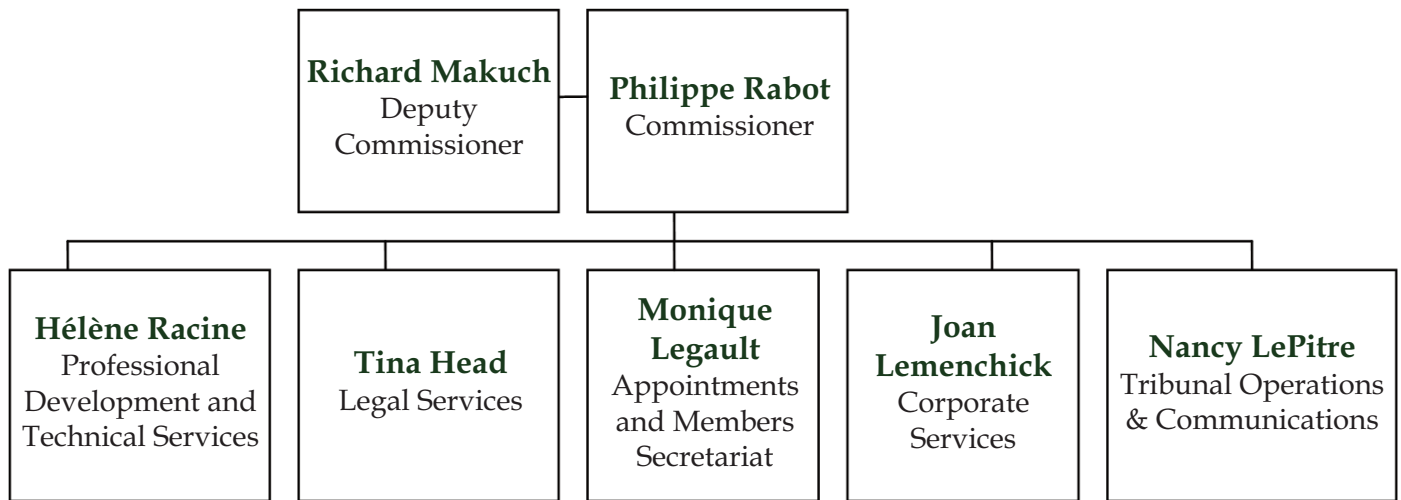 Richard Makuch
Deputy
Commissioner
Philippe Rabot
Commissioner
Hélène Racine
Professional
Development and
Technical Services
Tina Head
Legal Services
Monique
Legault
Appointments
and Members
Secretariat
Joan
Lemenchick
Corporate
Services
Nancy LePitre
Tribunal Operations
& Communications